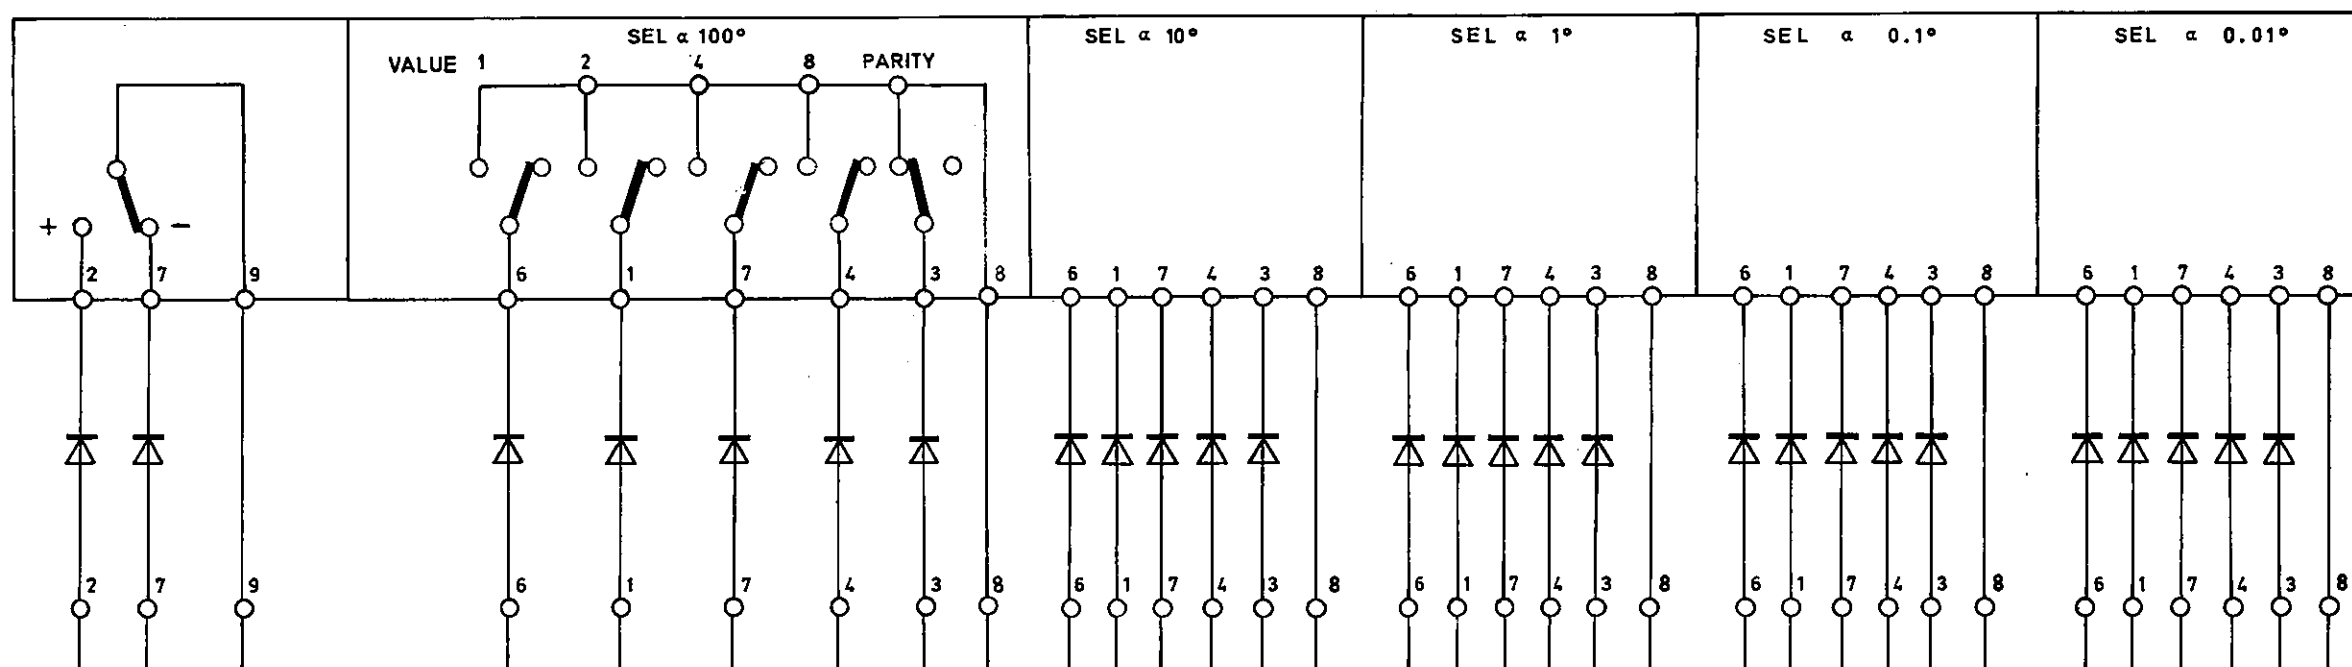 SEL α 100° SEL α 10° SEL α 1° SEL α 0.1° SEL α 0.01°
VALUE 1 2 4 8 PARITY
+ −
2 7 9 6 1 7 4 3 8 6 1 7 4 3 8 6 1 7 4 3 8 6 1 7 4 3 8 6 1 7 4 3 8
2 7 9 6 1 7 4 3 8 6 1 7 4 3 8 6 1 7 4 3 8 6 1 7 4 3 8 6 1 7 4 3 8